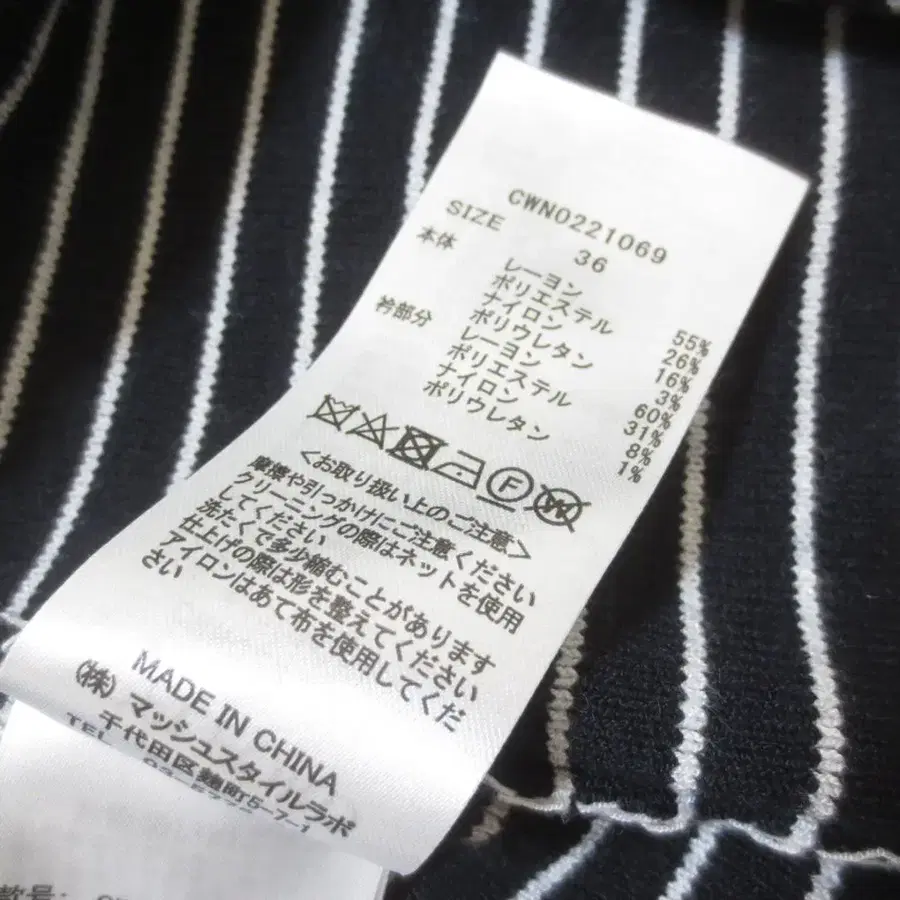 CWNO221069
SIZE 36
本体 レーヨン 55%
ポリエステル 26%
ナイロン 16%
ポリウレタン 3%
衿部分 レーヨン 60%
ポリエステル 31%
ナイロン 8%
ポリウレタン 1%
F
W
<お取り扱い上のご注意>
摩擦や引っかけにご注意ください
クリーニングの際はネットを使用
してください
洗たくで多少縮むことがあります
仕上げの際は形を整えてください
アイロンはあて布を使用してくだ
さい
MADE IN CHINA
(株)マッシュスタイルラボ
千代田区麹町5-7-1
TEL 03-
款号: